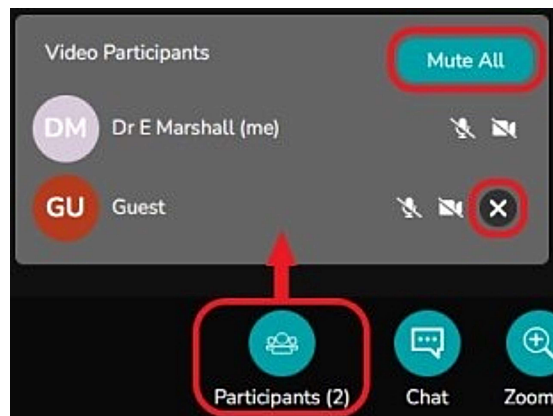 Video Participants
Mute All
DM
Dr E Marshall (me)
GU
Guest
Participants (2)
Chat
Zoom